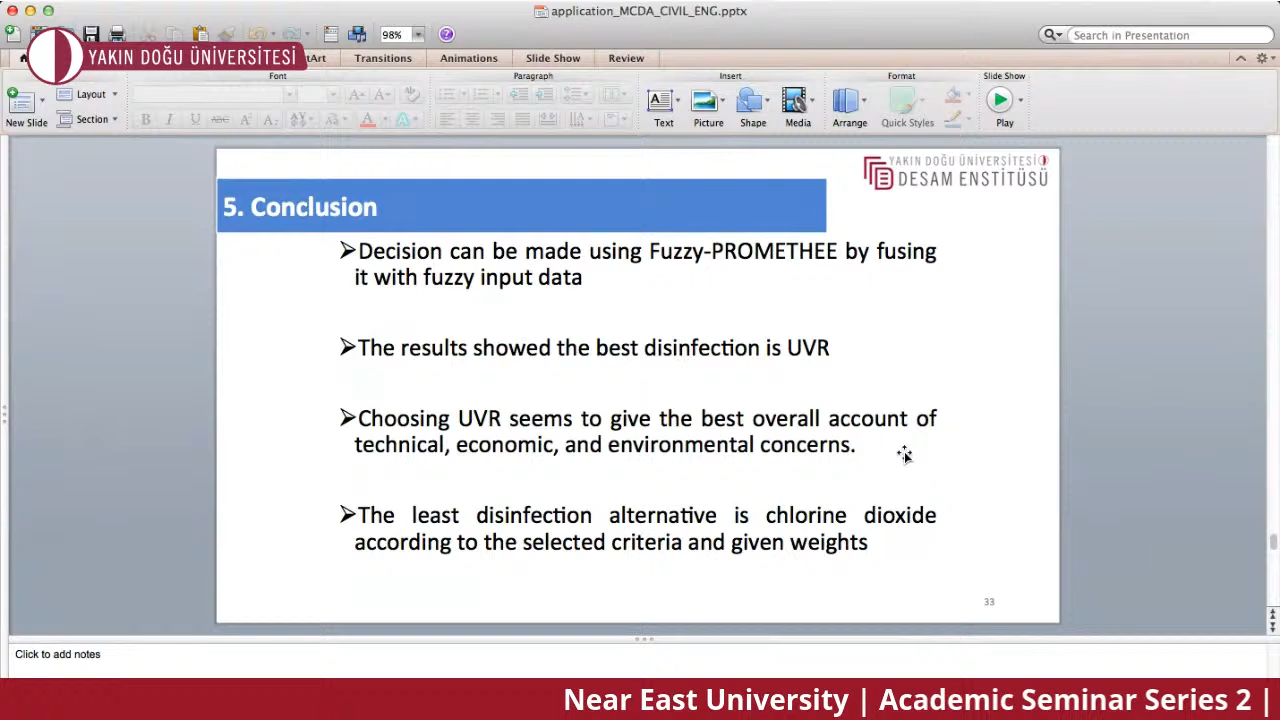 application_MCDA_CIVIL_ENG.pptx
98%
Search in Presentation
YAKIN DOĞU ÜNİVERSİTESİ
Transitions
Animations
Slide Show
Review
Font
Paragraph
Insert
Format
Slide Show
New Slide
Layout
Section
Text
Picture
Shape
Media
Arrange
Quick Styles
Play
YAKIN DOĞU ÜNİVERSİTESİ
DESAM ENSTİTÜSÜ
5. Conclusion
➢Decision can be made using Fuzzy-PROMETHEE by fusing
it with fuzzy input data
➢The results showed the best disinfection is UVR
➢Choosing UVR seems to give the best overall account of
technical, economic, and environmental concerns.
➢The least disinfection alternative is chlorine dioxide
according to the selected criteria and given weights
33
Click to add notes
Near East University | Academic Seminar Series 2 |